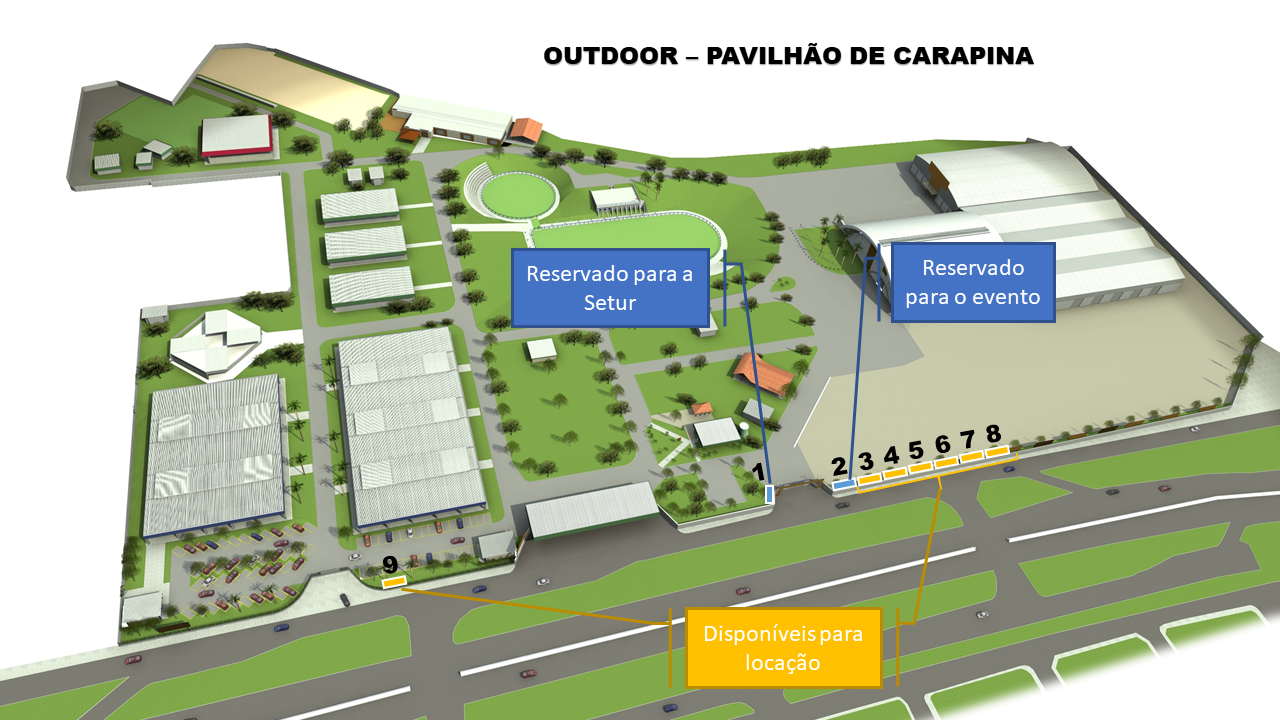 OUTDOOR – PAVILHÃO DE CARAPINA
Reservado para a
Setur
Reservado
para o evento
1
2
3
4
5
6
7
8
9
Disponíveis para
locação